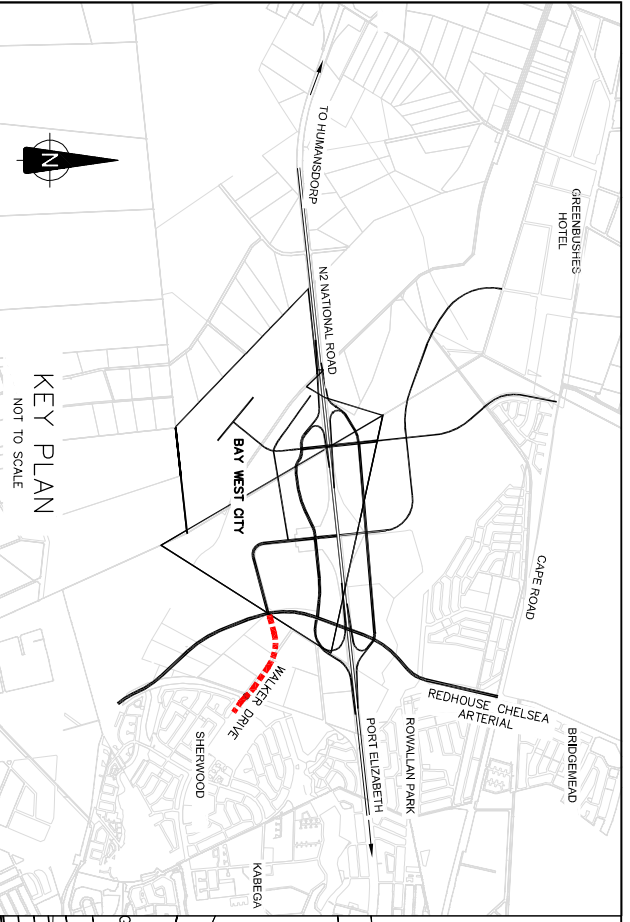 GREENBUSHES
HOTEL
TO HUMANSDORP
N2 NATIONAL ROAD
CAPE ROAD
BAY WEST CITY
REDHOUSE CHELSEA
ARTERIAL
BRIDGEMEAD
ROWALLAN PARK
PORT ELIZABETH
WALKER DRIVE
SHERWOOD
KABEGA
N
KEY PLAN
NOT TO SCALE